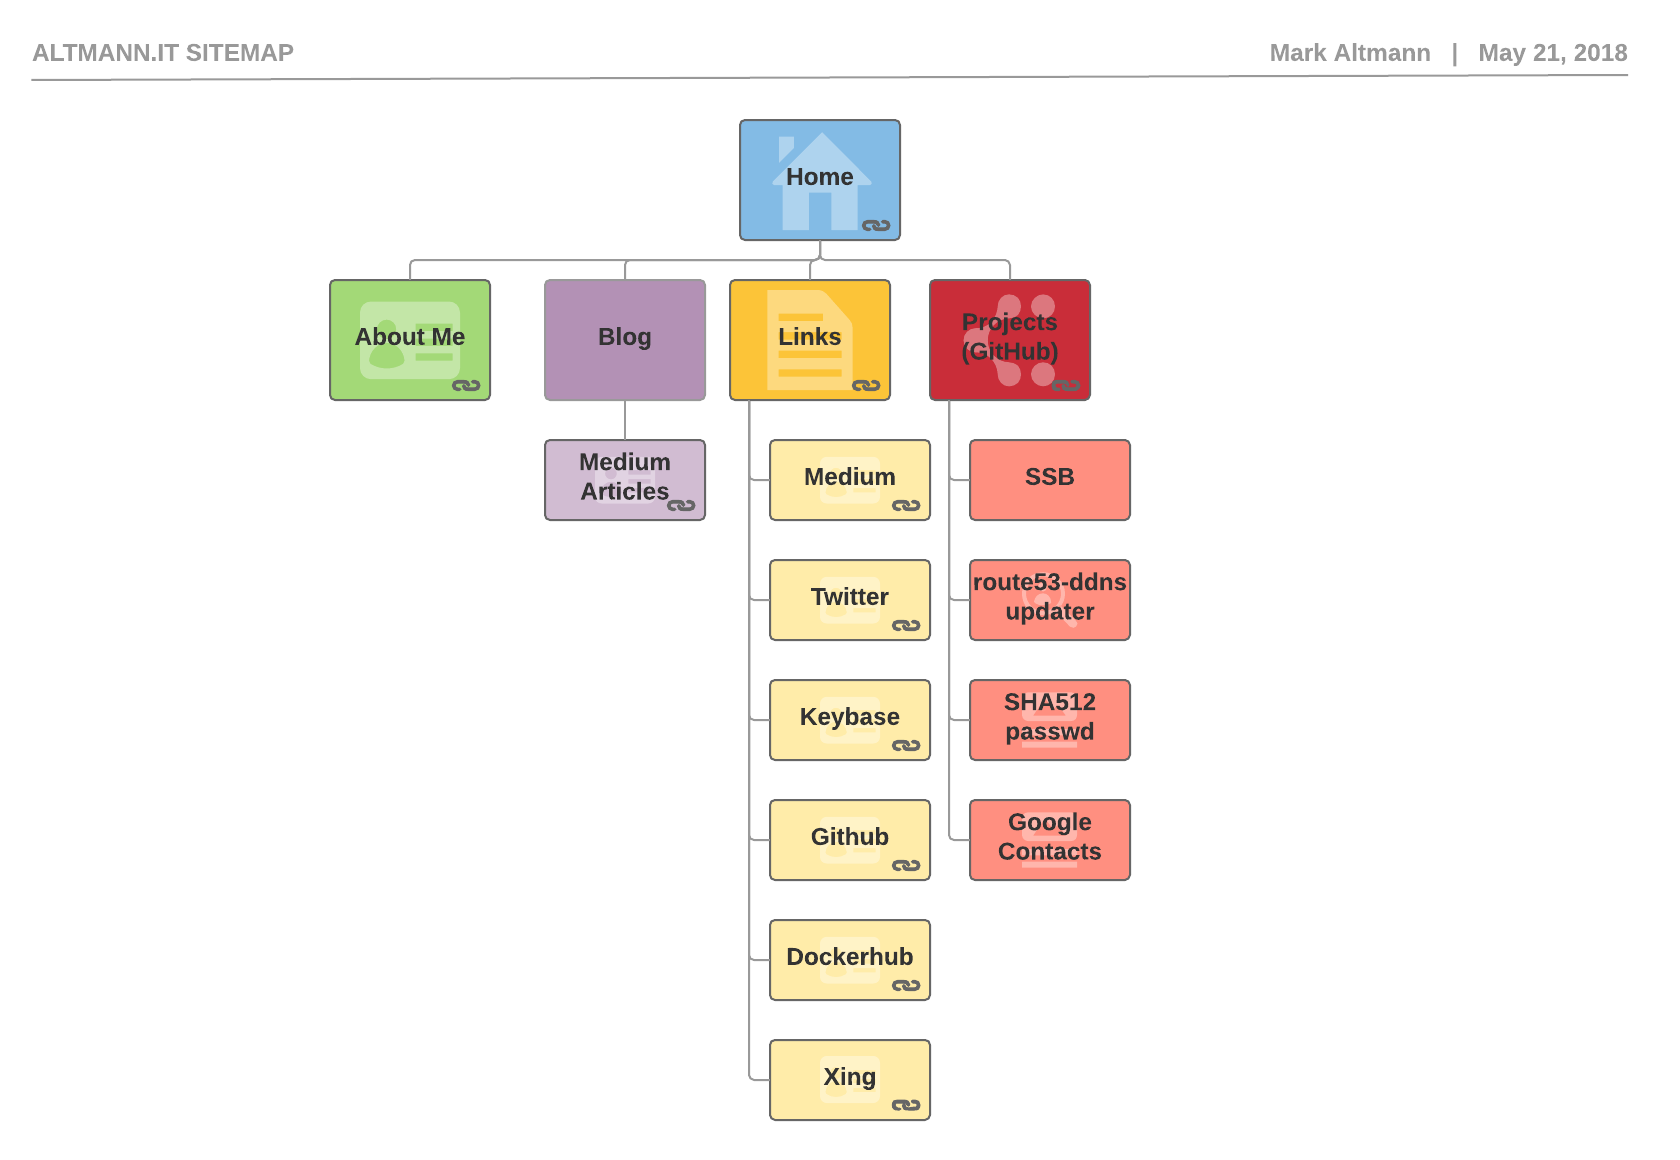 ALTMANN.IT SITEMAP
Mark Altmann | May 21, 2018
Home
About Me
Blog
Links
Projects
(GitHub)
Medium
Articles
Medium
SSB
Twitter
route53-ddns
updater
Keybase
SHA512
passwd
Github
Google
Contacts
Dockerhub
Xing